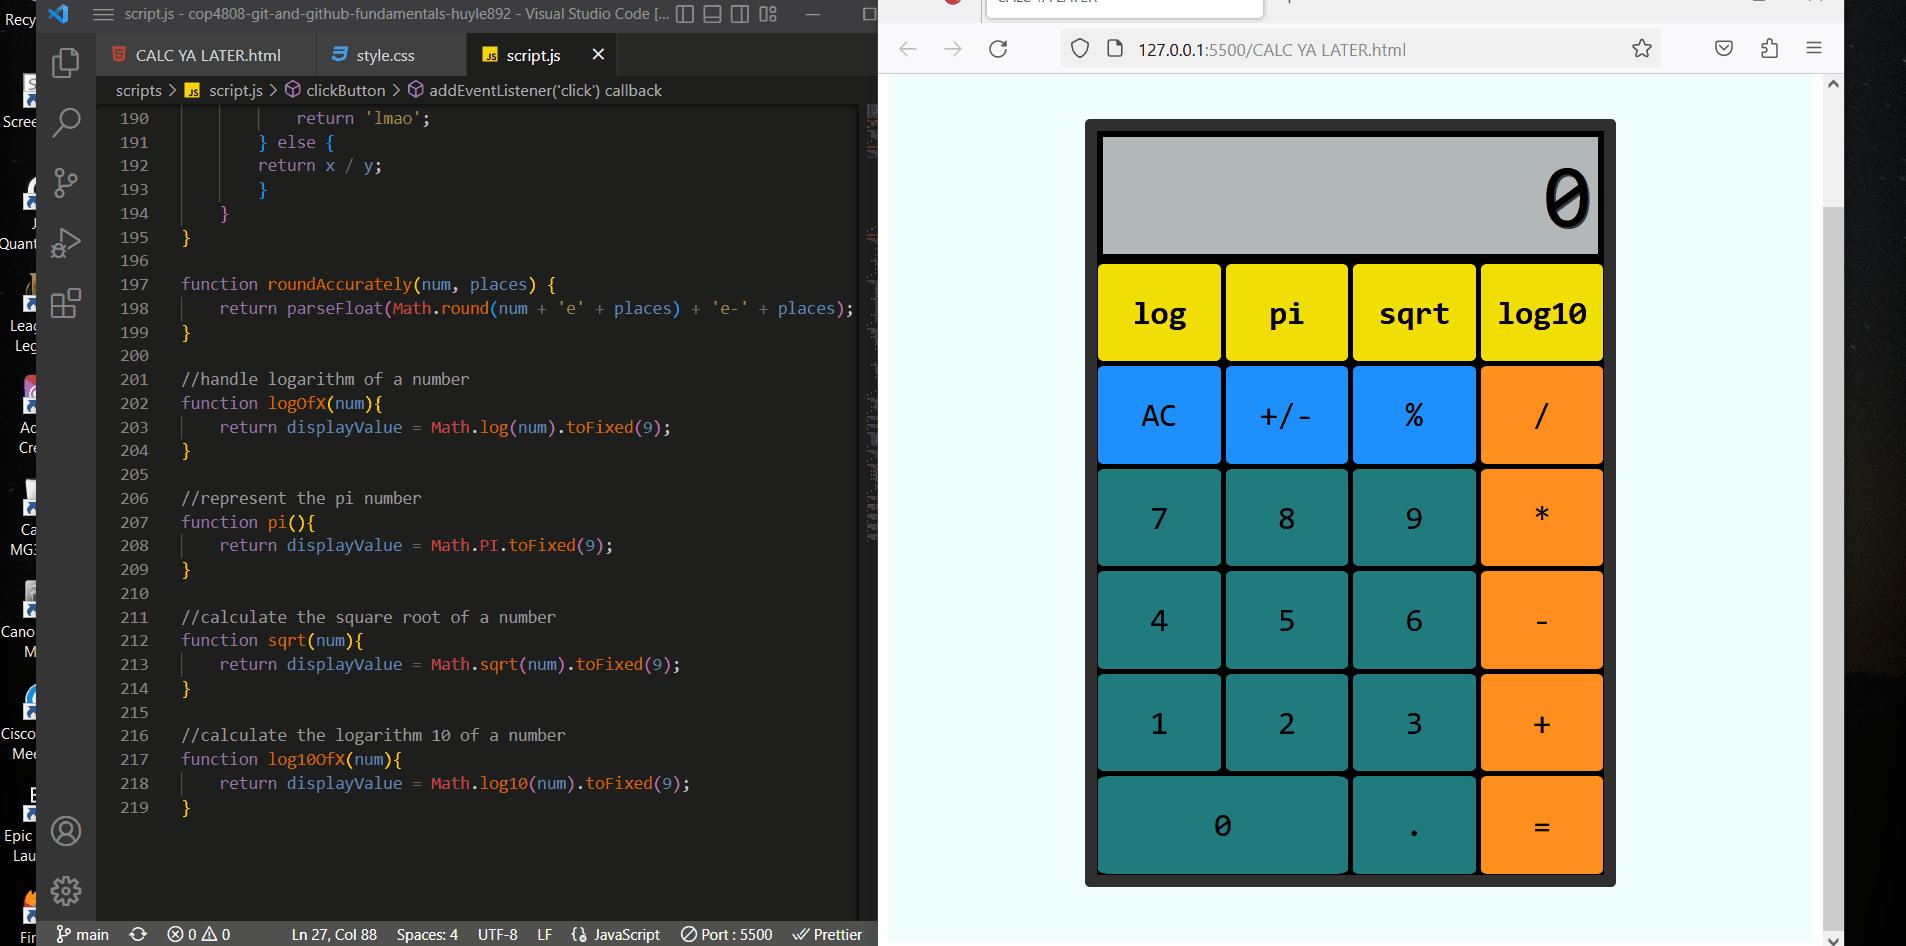 Recy
Scree
J
Quant
Leag
Leg
Ac
Cre
Ca
MG3
Cano
M
Cisco
Mee
E
Epic
Lau
Fir
script.js - cop4808-git-and-github-fundamentals-huyle892 - Visual Studio Code [...
CALC YA LATER.html
style.css
script.js
scripts > script.js > clickButton > addEventListener('click') callback
190 return 'lmao';
191 } else {
192 return x / y;
193 }
194 }
195 }
196
197 function roundAccurately(num, places) {
198 return parseFloat(Math.round(num + 'e' + places) + 'e-' + places);
199 }
200
201 //handle logarithm of a number
202 function logOfX(num){
203 return displayValue = Math.log(num).toFixed(9);
204 }
205
206 //represent the pi number
207 function pi(){
208 return displayValue = Math.PI.toFixed(9);
209 }
210
211 //calculate the square root of a number
212 function sqrt(num){
213 return displayValue = Math.sqrt(num).toFixed(9);
214 }
215
216 //calculate the logarithm 10 of a number
217 function log10OfX(num){
218 return displayValue = Math.log10(num).toFixed(9);
219 }
main 0 0 Ln 27, Col 88 Spaces: 4 UTF-8 LF JavaScript Port : 5500 Prettier
CALC YA LATER
127.0.0.1:5500/CALC YA LATER.html
0
log pi sqrt log10
AC +/- % /
7 8 9 *
4 5 6 -
1 2 3 +
0 . =